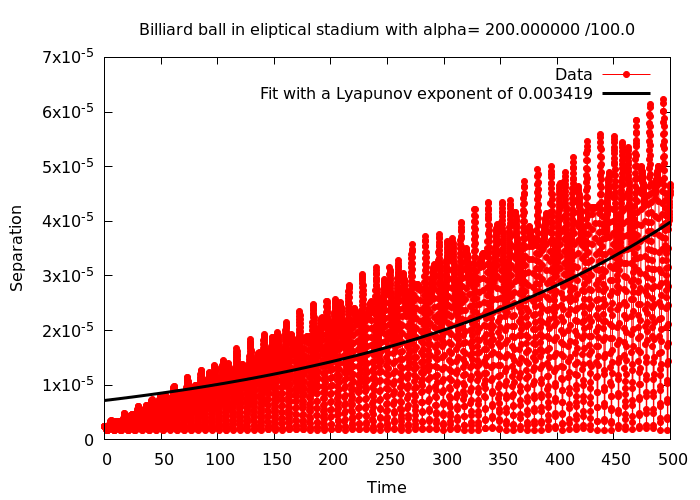 Billiard ball in eliptical stadium with alpha= 200.000000 /100.0
7x10-5
Data
Fit with a Lyapunov exponent of 0.003419
6x10-5
5x10-5
4x10-5
Separation
3x10-5
2x10-5
1x10-5
0
0 50 100 150 200 250 300 350 400 450 500
Time